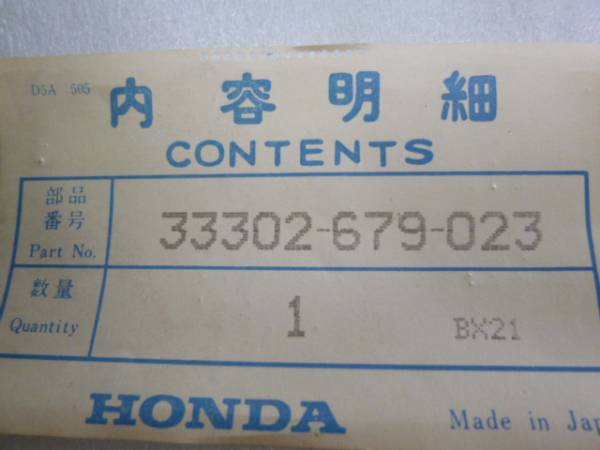 D5A 505
内容明細
CONTENTS
部品
番号
Part No.
33302-679-023
数量
Quantity
1 BX21
HONDA
Made in Jap